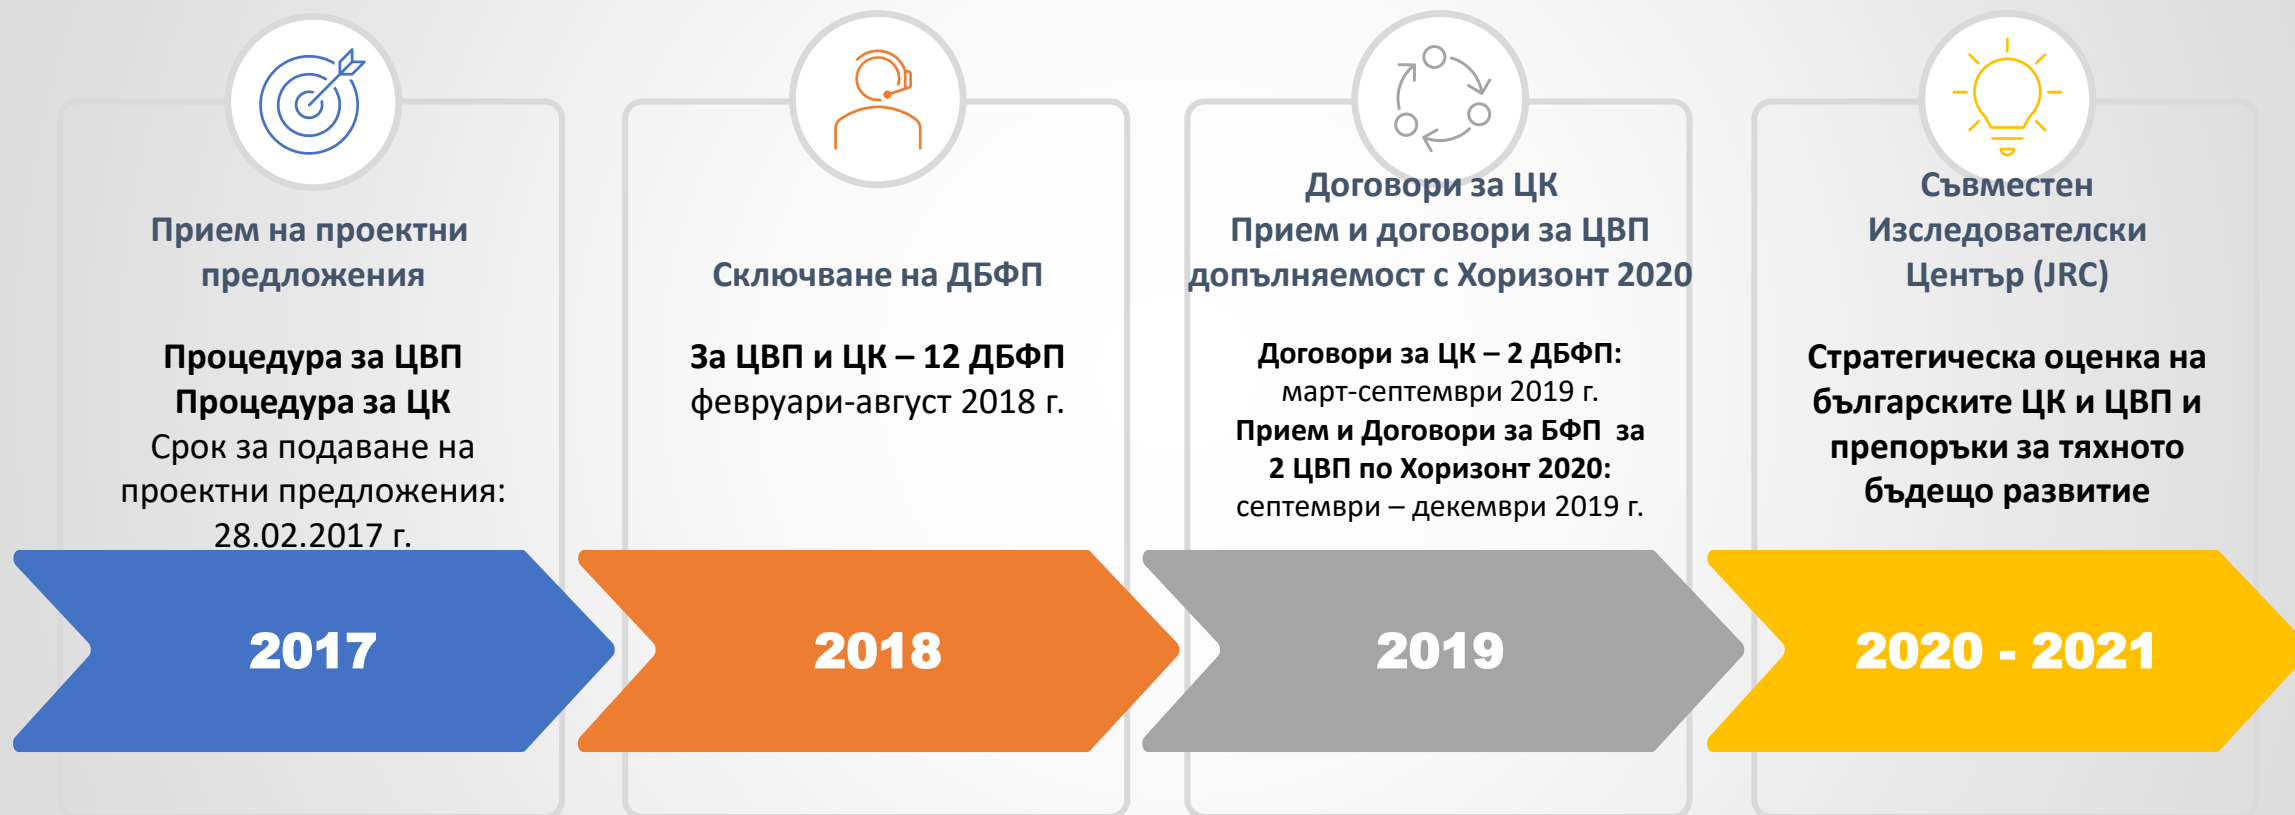 Прием на проектни
предложения
Процедура за ЦВП
Процедура за ЦК
Срок за подаване на
проектни предложения:
28.02.2017 г.
2017
Сключване на ДБФП
За ЦВП и ЦК – 12 ДБФП
февруари-август 2018 г.
2018
Договори за ЦК
Прием и договори за ЦВП
допълняемост с Хоризонт 2020
Договори за ЦК – 2 ДБФП:
март-септември 2019 г.
Прием и Договори за БФП за
2 ЦВП по Хоризонт 2020:
септември – декември 2019 г.
2019
Съвместен
Изследователски
Център (JRC)
Стратегическа оценка на
българските ЦК и ЦВП и
препоръки за тяхното
бъдещо развитие
2020 - 2021